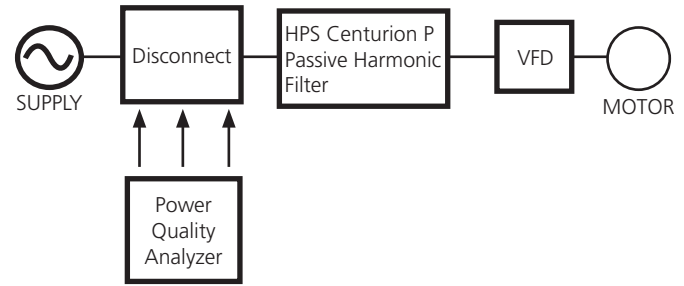 SUPPLY
Disconnect
HPS Centurion P
Passive Harmonic
Filter
VFD
MOTOR
Power
Quality
Analyzer